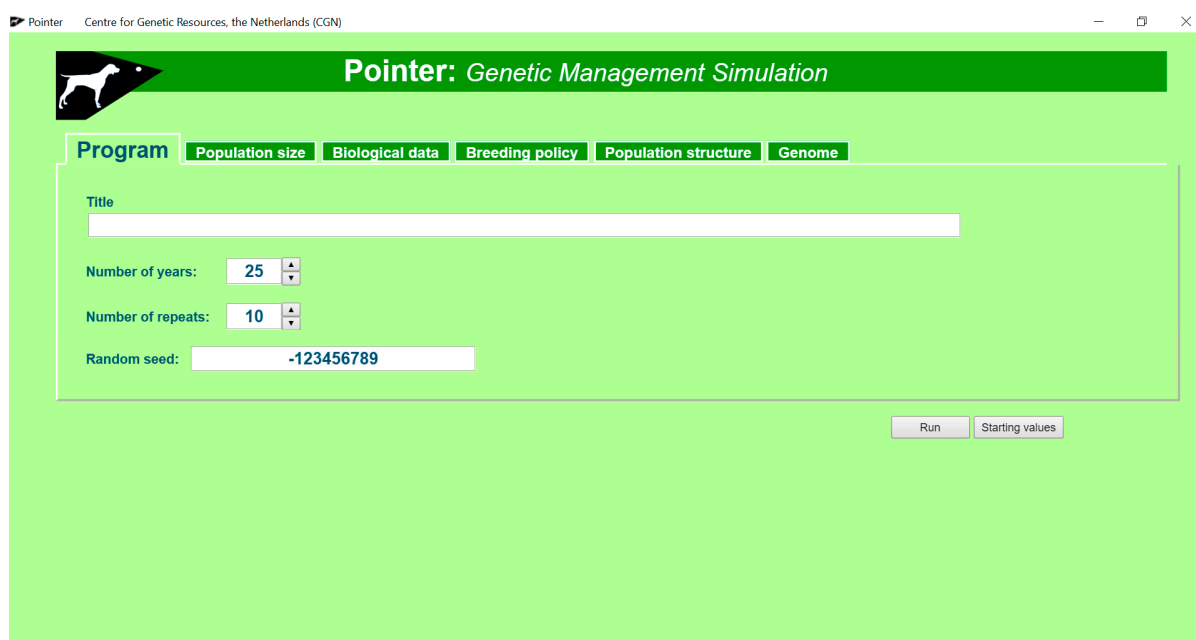 Pointer Centre for Genetic Resources, the Netherlands (CGN)
Pointer: Genetic Management Simulation
Program Population size Biological data Breeding policy Population structure Genome
Title
Number of years: 25
Number of repeats: 10
Random seed: -123456789
Run Starting values